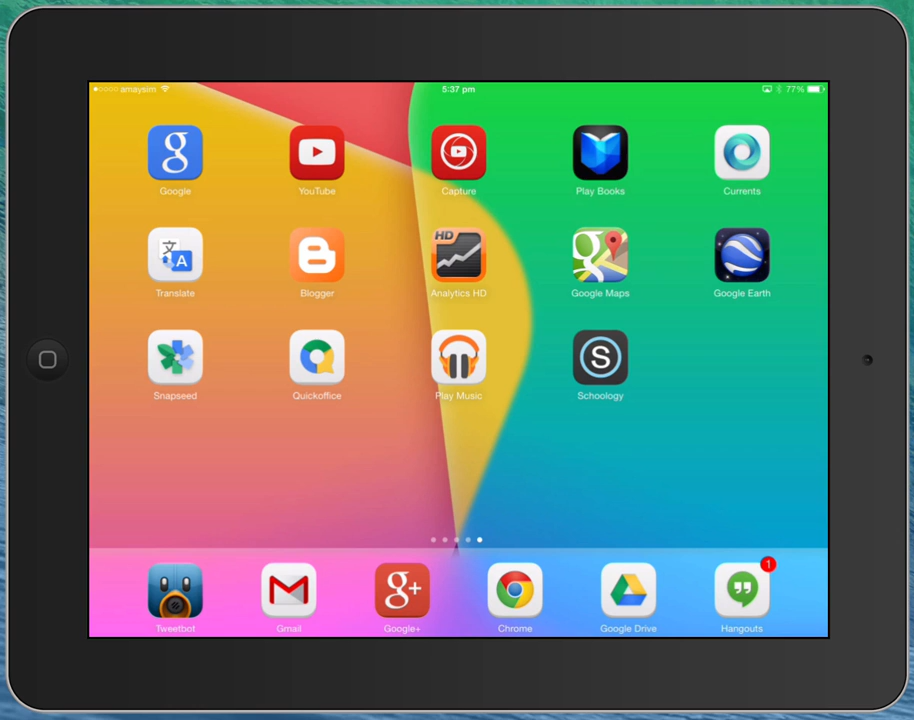 amaysim 5:37 pm 77%
Google YouTube Capture Play Books Currents
HD
Translate Blogger Analytics HD Google Maps Google Earth
Snapseed Quickoffice Play Music Schoology
1
Tweetbot Gmail Google+ Chrome Google Drive Hangouts